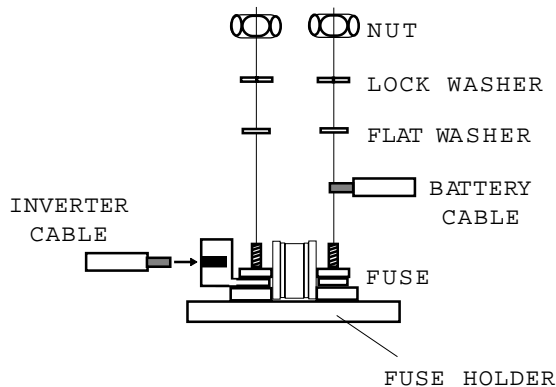 NUT
LOCK WASHER
FLAT WASHER
BATTERY
CABLE
INVERTER
CABLE
FUSE
FUSE HOLDER